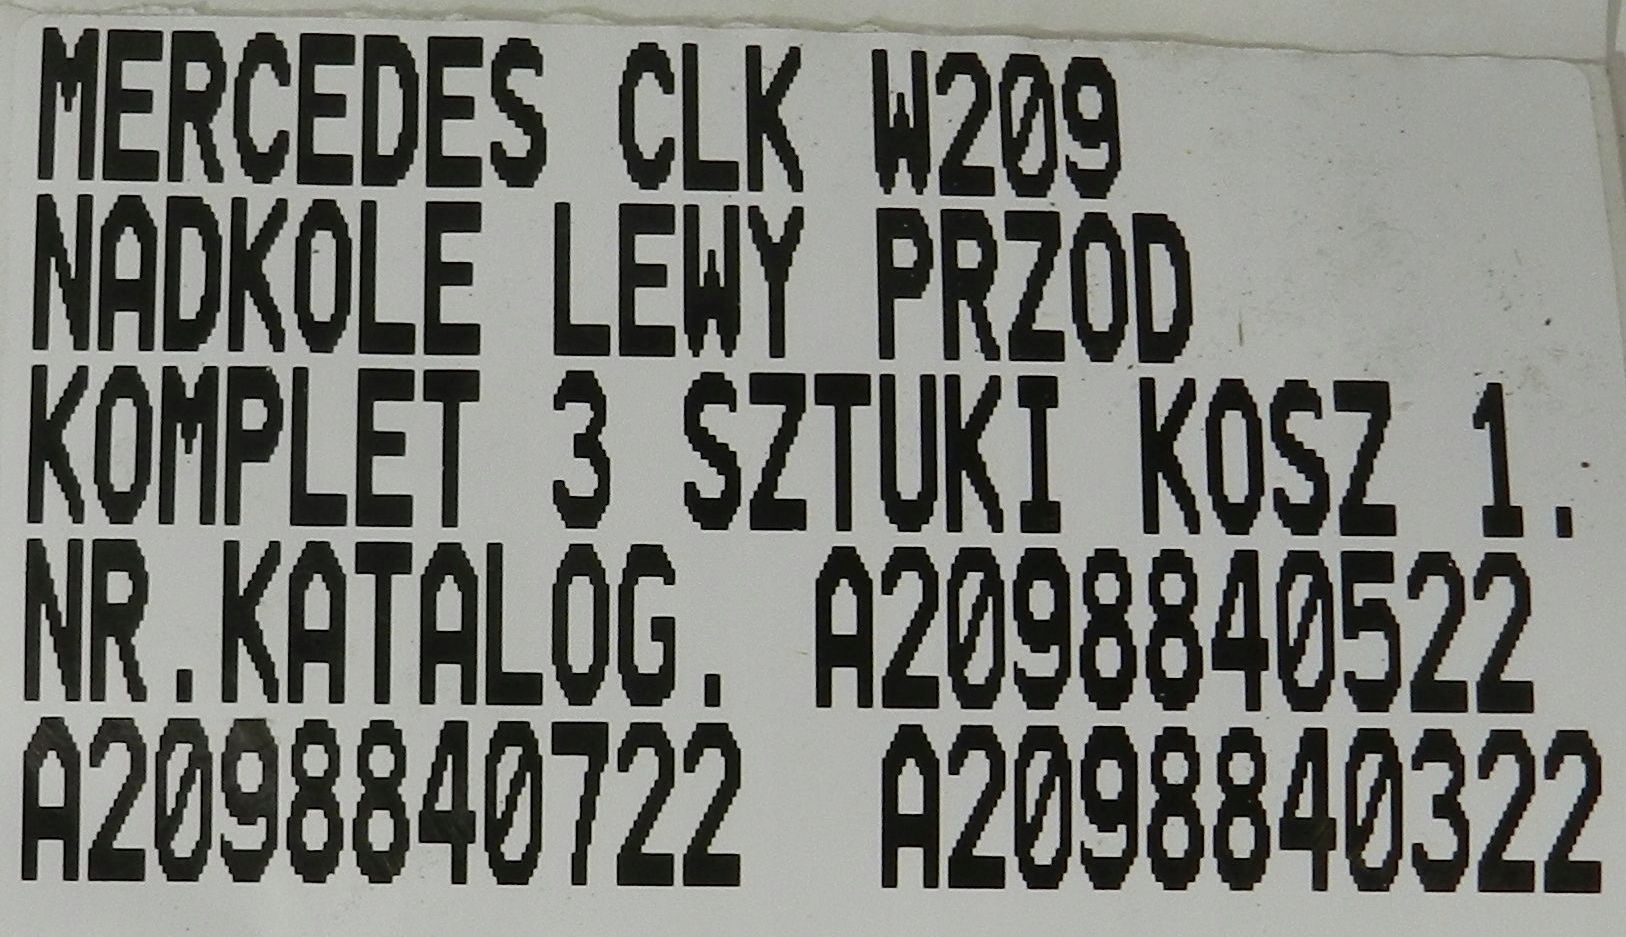 MERCEDES CLK W209
NADKOLE LEWY PRZOD
KOMPLET 3 SZTUKI KOSZ 1.
NR.KATALOG. A2098840522
A2098840722 A2098840322